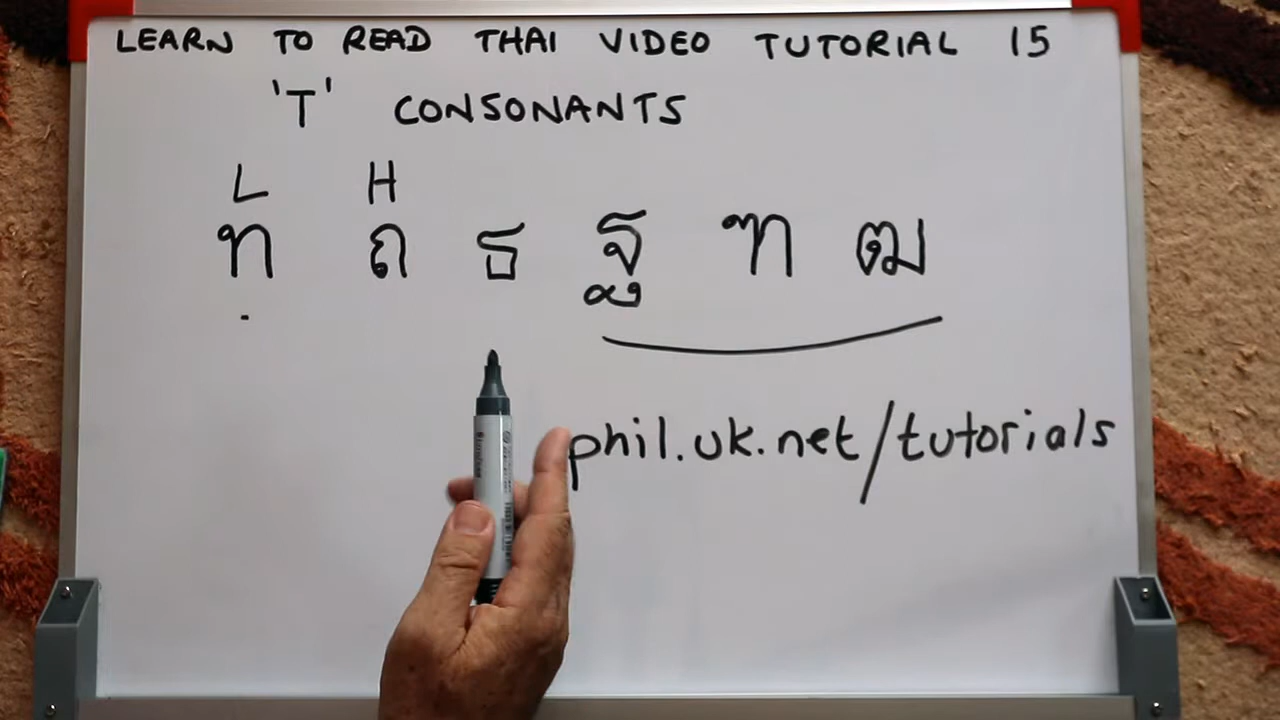 LEARN TO READ THAI VIDEO TUTORIAL 15
'T' CONSONANTS
L H
ท ถ ธ ฐ ฑ ฒ
phil.uk.net/tutorials